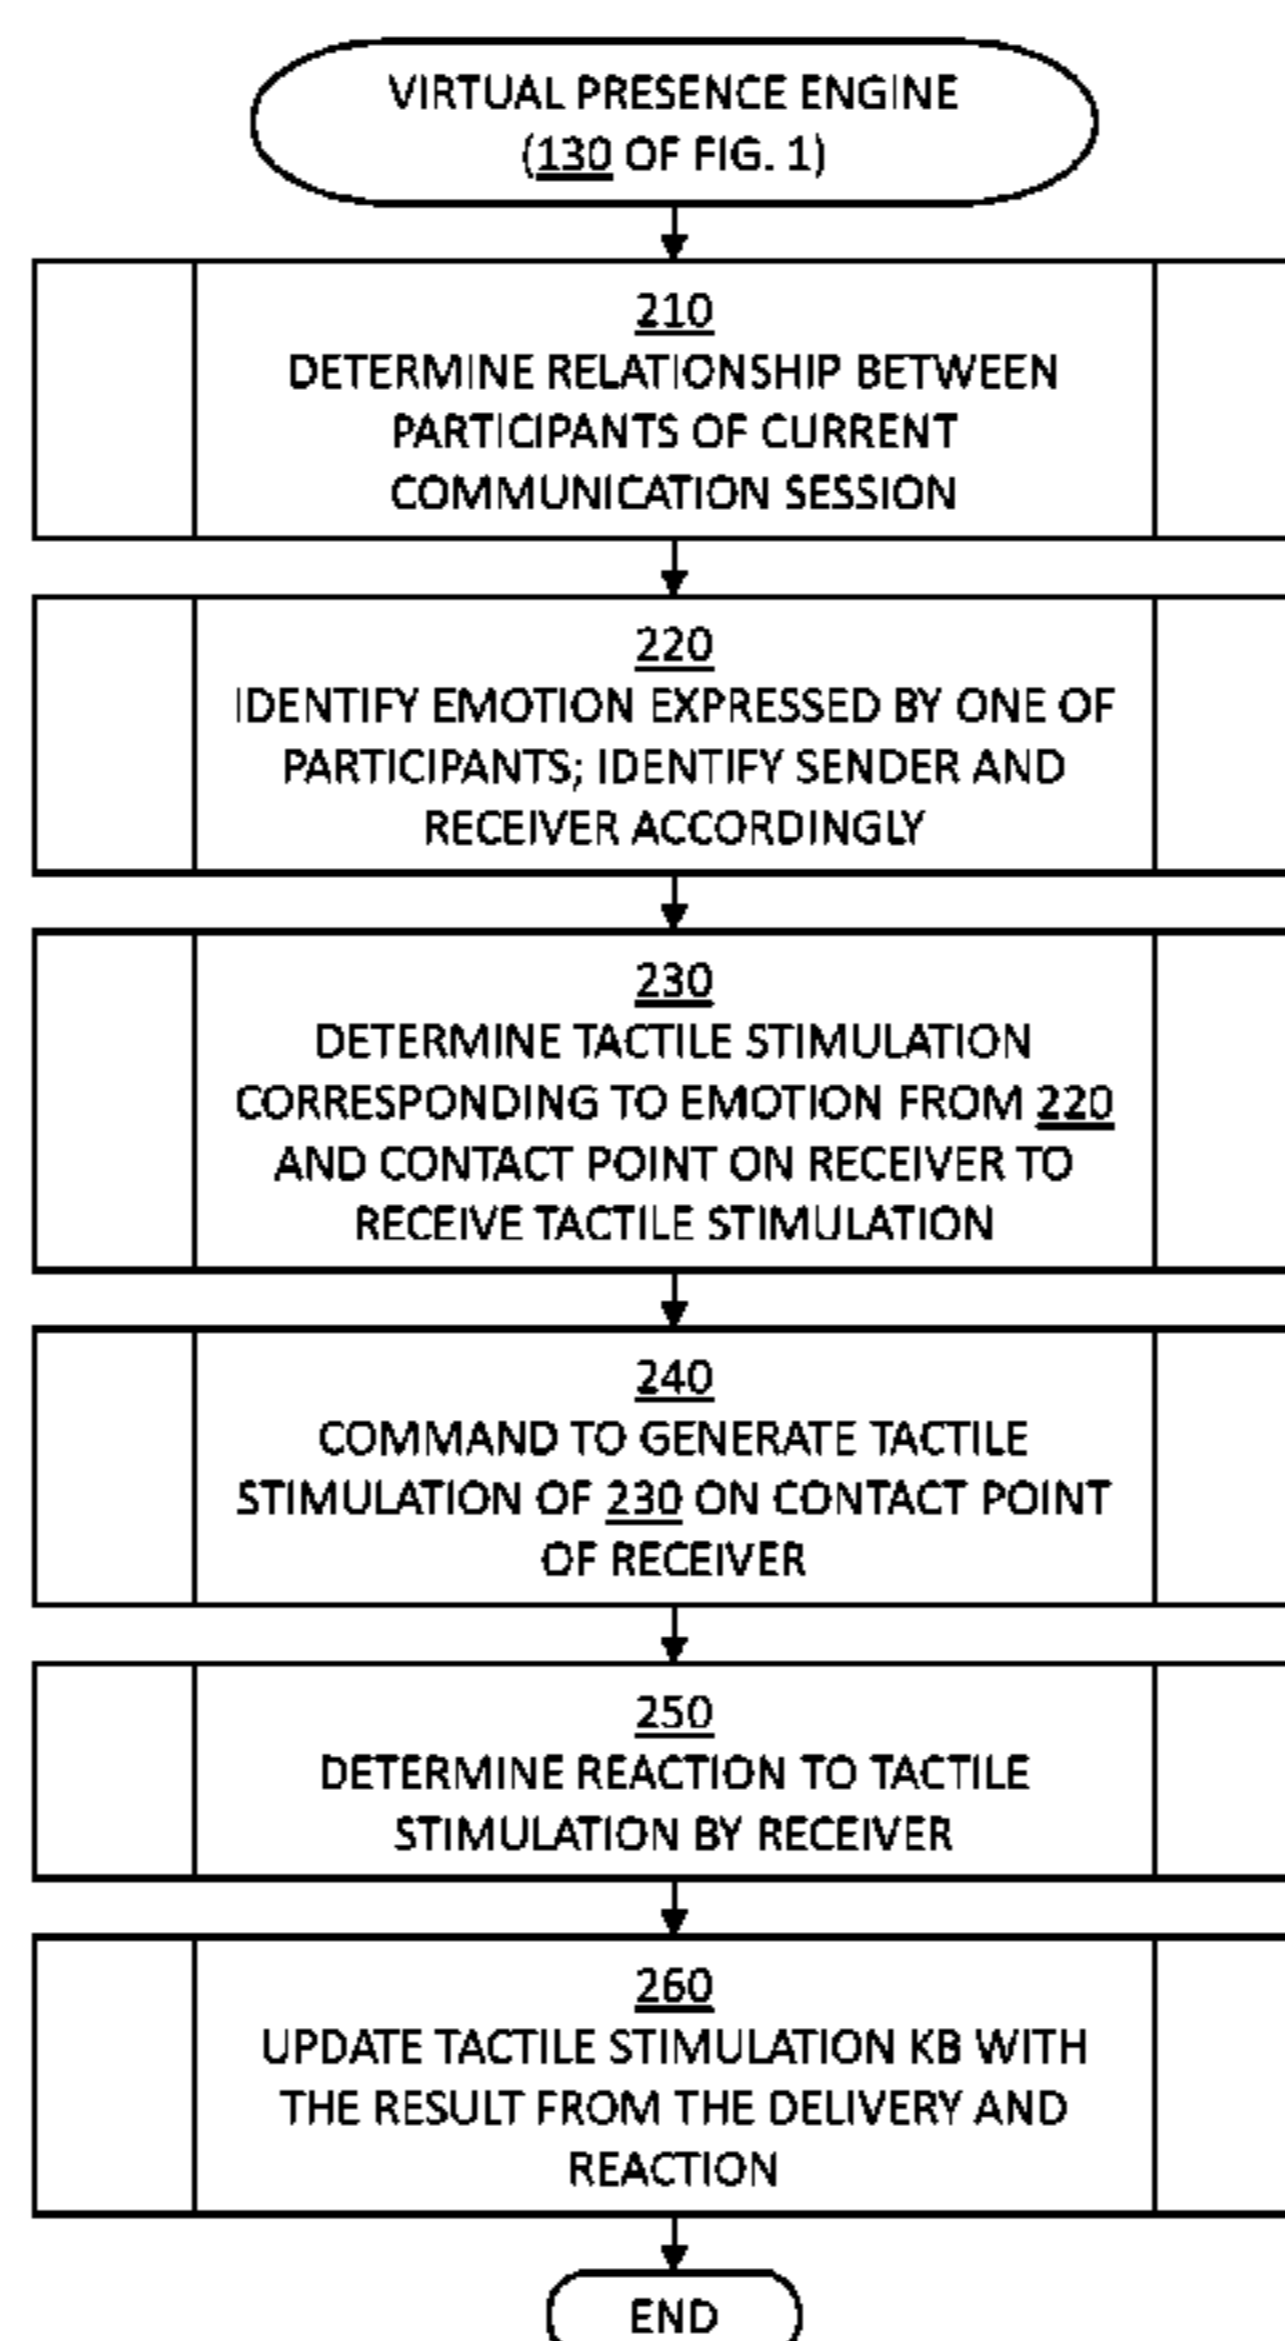 VIRTUAL PRESENCE ENGINE
(130 OF FIG. 1)
210
DETERMINE RELATIONSHIP BETWEEN
PARTICIPANTS OF CURRENT
COMMUNICATION SESSION
220
IDENTIFY EMOTION EXPRESSED BY ONE OF
PARTICIPANTS; IDENTIFY SENDER AND
RECEIVER ACCORDINGLY
230
DETERMINE TACTILE STIMULATION
CORRESPONDING TO EMOTION FROM 220
AND CONTACT POINT ON RECEIVER TO
RECEIVE TACTILE STIMULATION
240
COMMAND TO GENERATE TACTILE
STIMULATION OF 230 ON CONTACT POINT
OF RECEIVER
250
DETERMINE REACTION TO TACTILE
STIMULATION BY RECEIVER
260
UPDATE TACTILE STIMULATION KB WITH
THE RESULT FROM THE DELIVERY AND
REACTION
END